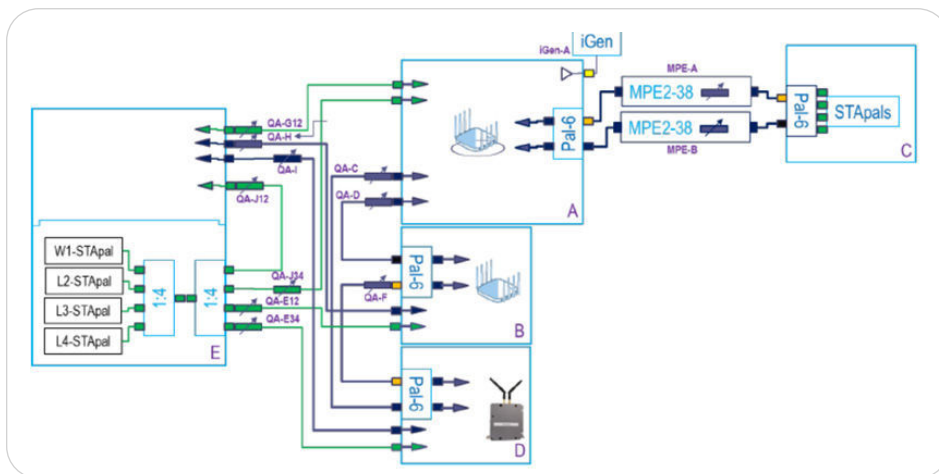 iGen
iGen-A
MPE-A
MPE2-38
MPE2-38
MPE-B
Pal-6
Pal-6
STApals
C
A
QA-G12
QA-H
QA-I
QA-J12
QA-C
QA-D
W1-STApal
L2-STApal
L3-STApal
L4-STApal
1:4
1:4
E
QA-J34
QA-E12
QA-E34
QA-F
Pal-6
B
Pal-6
D